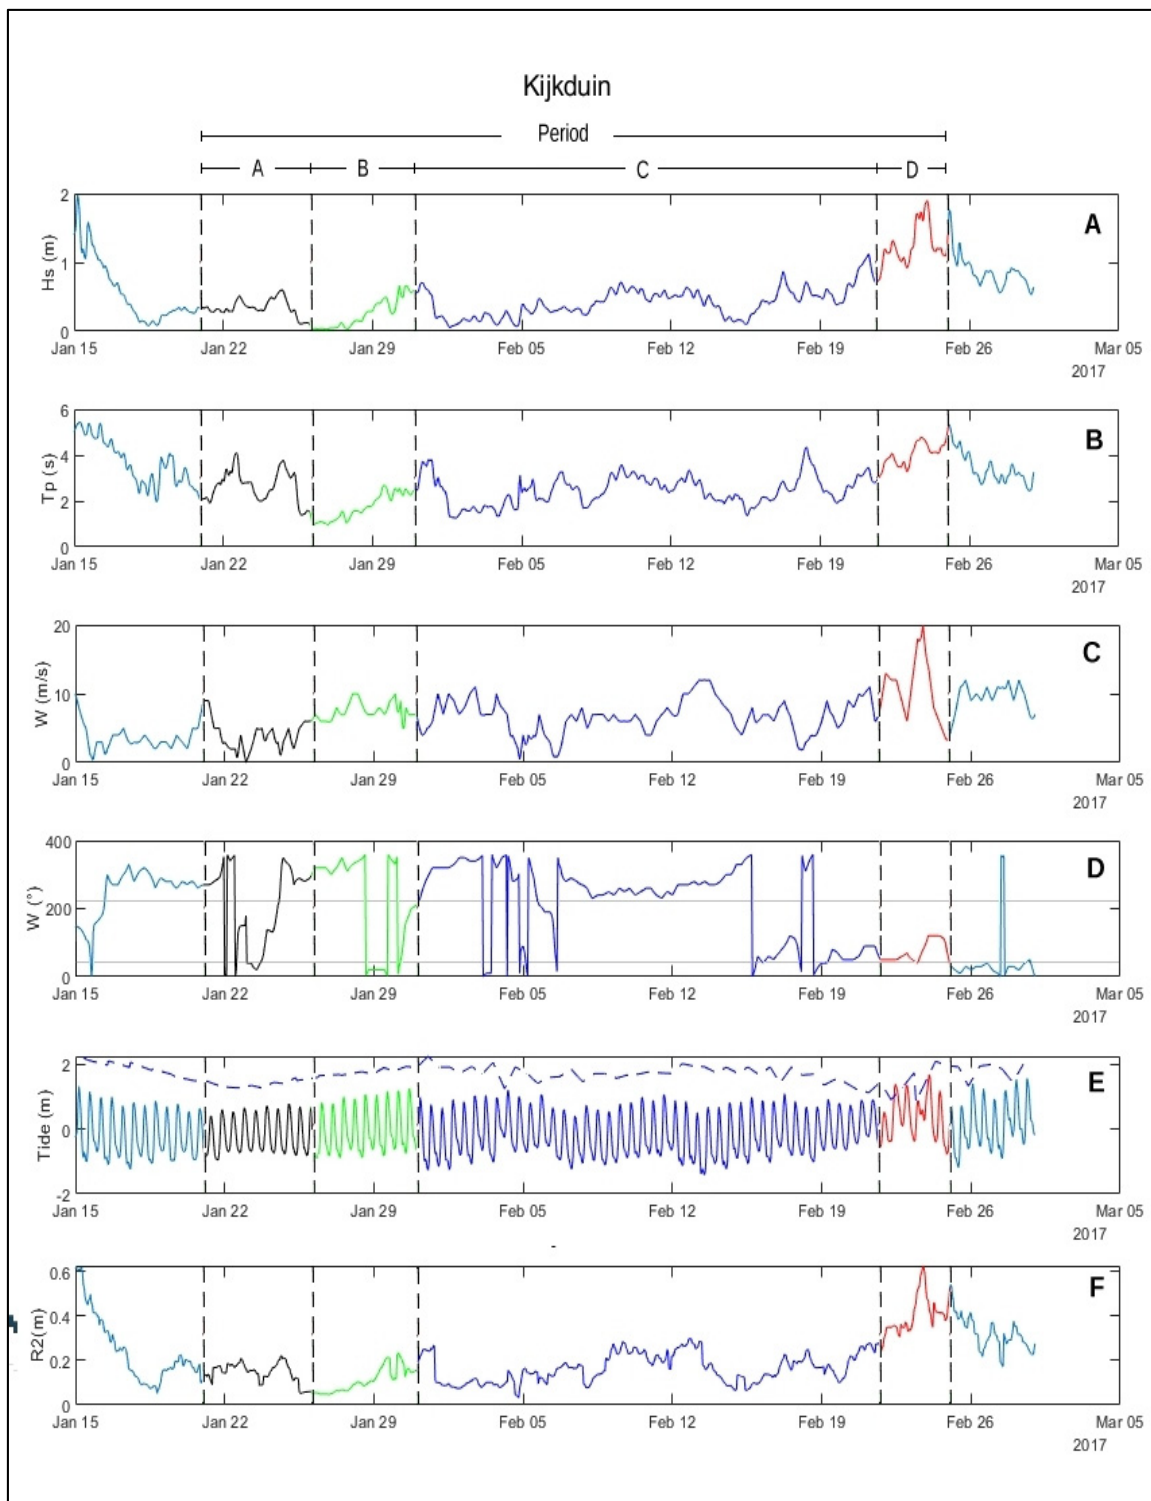 Kijkduin
Period
A B C D
2
1
0
Hs (m)
A
Jan 15 Jan 22 Jan 29 Feb 05 Feb 12 Feb 19 Feb 26 Mar 05
2017
6
4
2
0
Tp (s)
B
Jan 15 Jan 22 Jan 29 Feb 05 Feb 12 Feb 19 Feb 26 Mar 05
2017
20
10
0
W (m/s)
C
Jan 15 Jan 22 Jan 29 Feb 05 Feb 12 Feb 19 Feb 26 Mar 05
2017
400
200
0
W (°)
D
Jan 15 Jan 22 Jan 29 Feb 05 Feb 12 Feb 19 Feb 26 Mar 05
2017
2
0
-2
Tide (m)
E
Jan 15 Jan 22 Jan 29 Feb 05 Feb 12 Feb 19 Feb 26 Mar 05
2017
0.6
0.4
0.2
0
R2(m)
F
Jan 15 Jan 22 Jan 29 Feb 05 Feb 12 Feb 19 Feb 26 Mar 05
2017